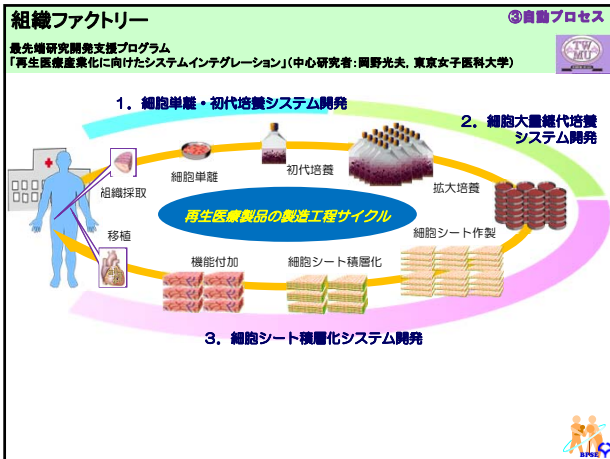 組織ファクトリー
③自動プロセス
最先端研究開発支援プログラム
「再生医療産業化に向けたシステムインテグレーション」（中心研究者：岡野光夫，東京女子医科大学）
TW
MU
1．細胞単離・初代培養システム開発
2．細胞大量継代培養
システム開発
組織採取
細胞単離
初代培養
拡大培養
再生医療製品の製造工程サイクル
移植
機能付加
細胞シート積層化
細胞シート作製
3．細胞シート積層化システム開発
BPSE